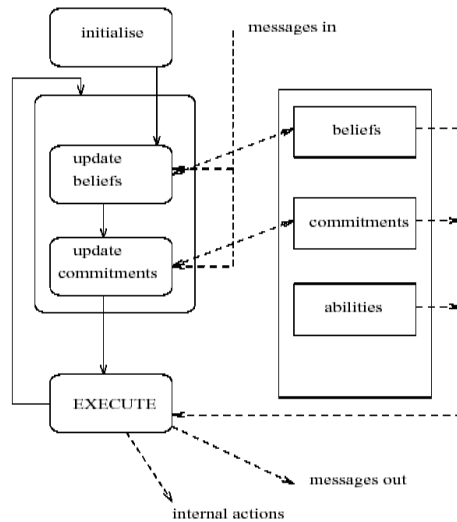 initialise
messages in
beliefs
update
beliefs
commitments
update
commitments
abilities
EXECUTE
messages out
internal actions